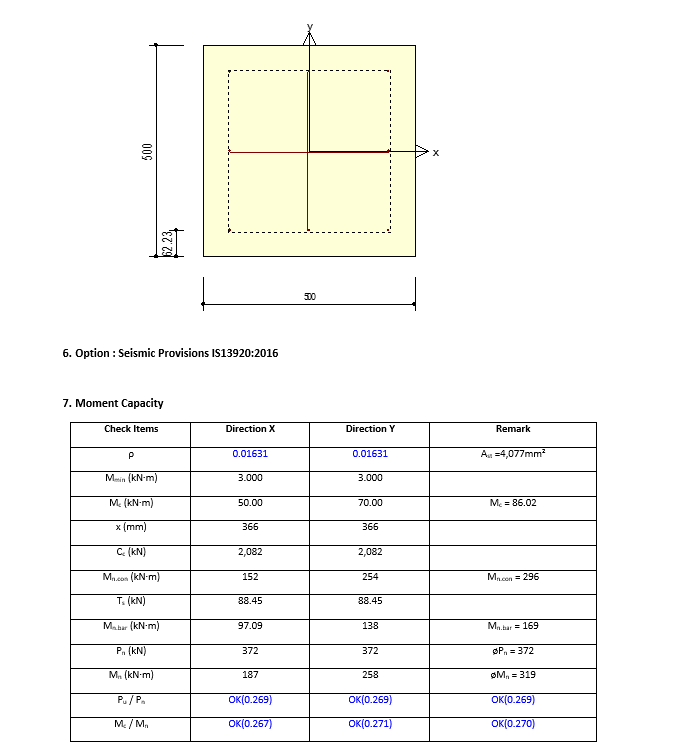 y
x
500
62.23
500
6. Option : Seismic Provisions IS13920:2016
7. Moment Capacity
Check Items Direction X Direction Y Remark
ρ 0.01631 0.01631 Ast =4,077mm²
Mmin (kN·m) 3.000 3.000
Mc (kN·m) 50.00 70.00 Mc = 86.02
x (mm) 366 366
Cc (kN) 2,082 2,082
Mn.con (kN·m) 152 254 Mn.con = 296
Ts (kN) 88.45 88.45
Mn.bar (kN·m) 97.09 138 Mn.bar = 169
Pn (kN) 372 372 øPn = 372
Mn (kN·m) 187 258 øMn = 319
Pu / Pn OK(0.269) OK(0.269) OK(0.269)
Mc / Mn OK(0.267) OK(0.271) OK(0.270)